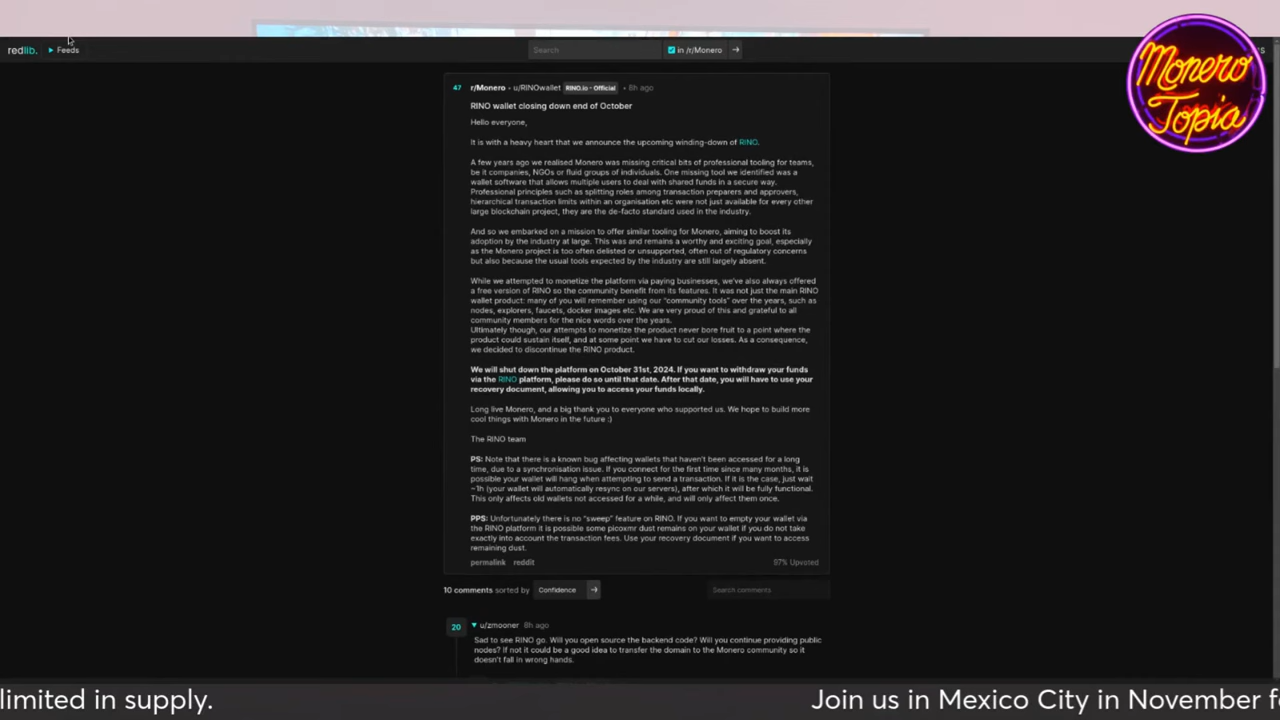 redlib. ▸ Feeds
Search
in /r/Monero →
Monero
Topia
47 r/Monero • u/RINOwallet RINO.io - Official • 8h ago
RINO wallet closing down end of October
Hello everyone,
It is with a heavy heart that we announce the upcoming winding-down of RINO.
A few years ago we realised Monero was missing critical bits of professional tooling for teams,
be it companies, NGOs or fluid groups of individuals. One missing tool we identified was a
wallet software that allows multiple users to deal with shared funds in a secure way.
Professional principles such as splitting roles among transaction preparers and approvers,
hierarchical transaction limits within an organisation etc were not just available for every other
large blockchain project, they are the de-facto standard used in the industry.
And so we embarked on a mission to offer similar tooling for Monero, aiming to boost its
adoption by the industry at large. This was and remains a worthy and exciting goal, especially
as the Monero project is too often delisted or unsupported, often out of regulatory concerns
but also because the usual tools expected by the industry are still largely absent.
While we attempted to monetize the platform via paying businesses, we've also always offered
a free version of RINO so the community benefit from its features. It was not just the main RINO
wallet product: many of you will remember using our "community tools" over the years, such as
nodes, explorers, faucets, docker images etc. We are very proud of this and grateful to all
community members for the nice words over the years.
Ultimately though, our attempts to monetize the product never bore fruit to a point where the
product could sustain itself, and at some point we have to cut our losses. As a consequence,
we decided to discontinue the RINO product.
We will shut down the platform on October 31st, 2024. If you want to withdraw your funds
via the RINO platform, please do so until that date. After that date, you will have to use your
recovery document, allowing you to access your funds locally.
Long live Monero, and a big thank you to everyone who supported us. We hope to build more
cool things with Monero in the future :)
The RINO team
PS: Note that there is a known bug affecting wallets that haven't been accessed for a long
time, due to a synchronisation issue. If you connect for the first time since many months, it is
possible your wallet will hang when attempting to send a transaction. If it is the case, just wait
~1h (your wallet will automatically resync on our servers), after which it will be fully functional.
This only affects old wallets not accessed for a while, and will only affect them once.
PPS: Unfortunately there is no "sweep" feature on RINO. If you want to empty your wallet via
the RINO platform it is possible some picoxmr dust remains on your wallet if you do not take
exactly into account the transaction fees. Use your recovery document if you want to access
remaining dust.
permalink reddit 97% Upvoted
10 comments sorted by Confidence → Search comments
20 ▾ u/zmooner 8h ago
Sad to see RINO go. Will you open source the backend code? Will you continue providing public
nodes? If not it could be a good idea to transfer the domain to the Monero community so it
doesn't fall in wrong hands.
limited in supply. Join us in Mexico City in November f